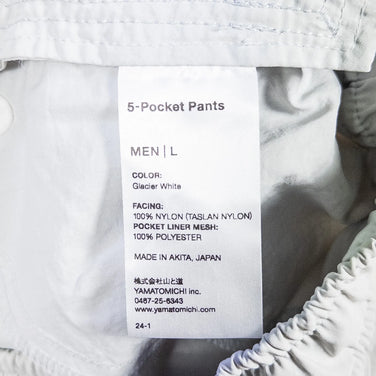 5-Pocket Pants
MEN | L
COLOR:
Glacier White
FACING:
100% NYLON (TASLAN NYLON)
POCKET LINER MESH:
100% POLYESTER
MADE IN AKITA, JAPAN
株式会社山と道
YAMATOMICHI inc.
0467-25-6343
www.yamatomichi.com
24-1